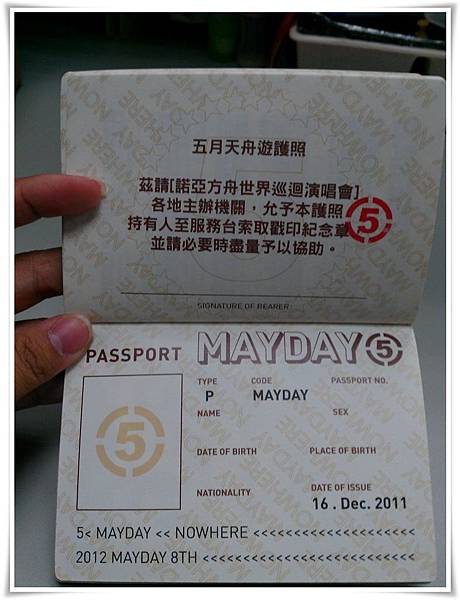 五月天舟遊護照
茲請[諾亞方舟世界巡迴演唱會]
各地主辦機關，允予本護照
持有人至服務台索取戳印紀念章，
並請必要時盡量予以協助。
5
SIGNATURE OF BEARER
PASSPORT MAYDAY 5
TYPE CODE PASSPORT NO.
P MAYDAY
NAME SEX
5
DATE OF BIRTH PLACE OF BIRTH
NATIONALITY DATE OF ISSUE
16 . Dec. 2011
5< MAYDAY << NOWHERE <<<<<<<<<<<<<<<<<<<<
2012 MAYDAY 8TH <<<<<<<<<<<<<<<<<<<<<<<<<